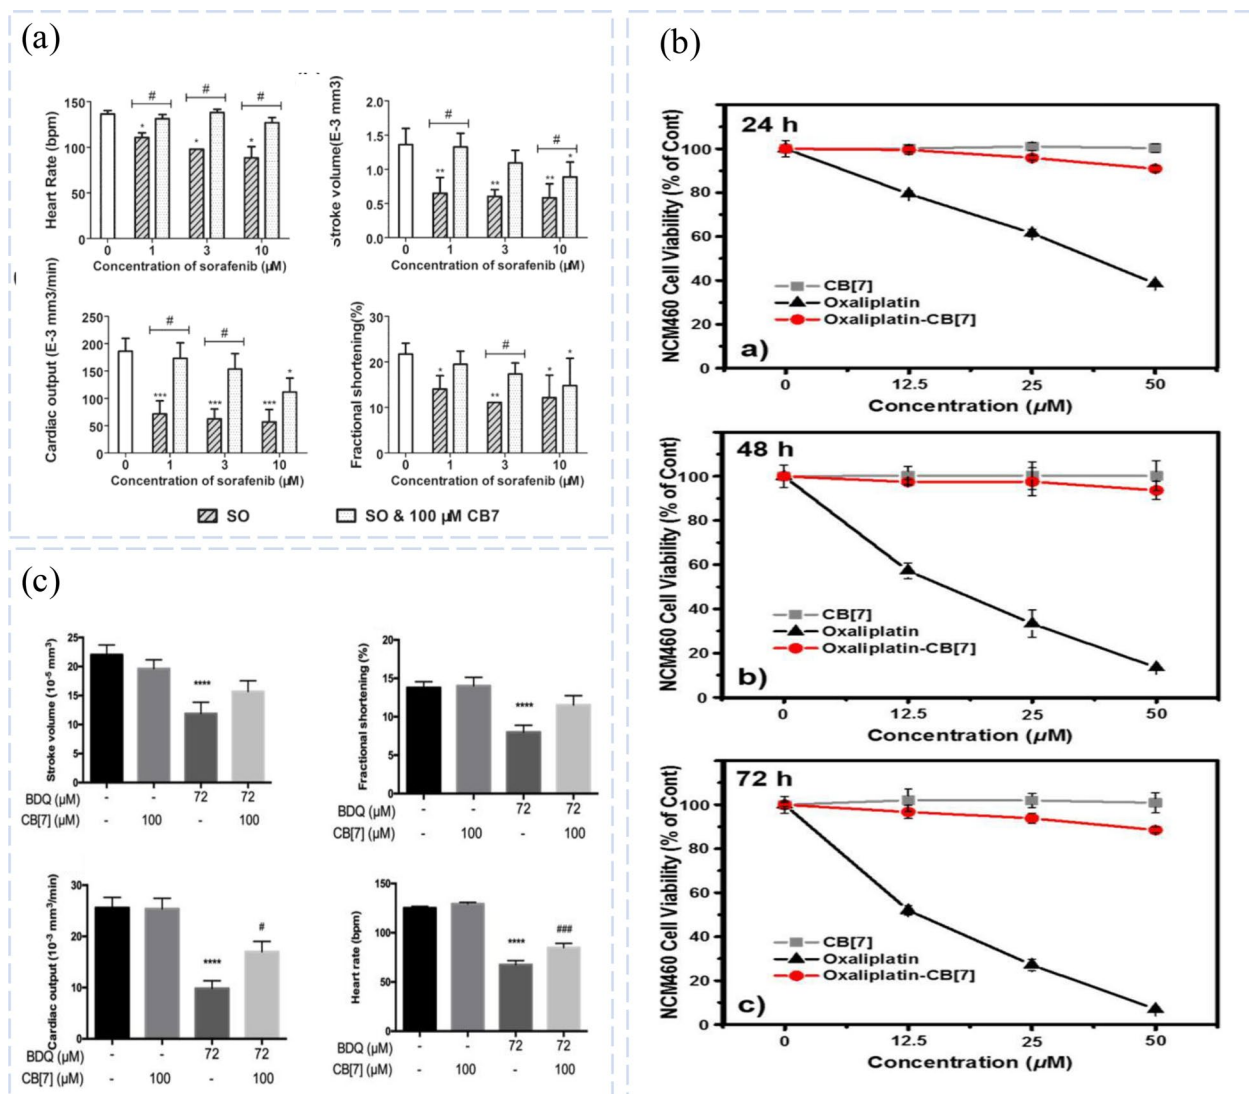 (a)
Heart Rate (bpm)
150
100
50
0
#
#
#
*
*
*
0 1 3 10
Concentration of sorafenib (µM)
Stroke volume(E-3 mm3)
2.0
1.5
1.0
0.5
0.0
#
#
**
**
**
*
0 1 3 10
Concentration of sorafenib (µM)
Cardiac output (E-3 mm3/min)
250
200
150
100
50
0
#
#
***
***
***
*
0 1 3 10
Concentration of sorafenib (µM)
Fractional shortening(%)
30
20
10
0
#
*
**
*
*
0 1 3 10
Concentration of sorafenib (µM)
SO
SO & 100 µM CB7
(b)
24 h
NCM460 Cell Viability (% of Cont)
100
80
60
40
20
0
CB[7]
Oxaliplatin
Oxaliplatin-CB[7]
a)
0 12.5 25 50
Concentration (µM)
48 h
NCM460 Cell Viability (% of Cont)
100
80
60
40
20
0
CB[7]
Oxaliplatin
Oxaliplatin-CB[7]
b)
0 12.5 25 50
Concentration (µM)
72 h
NCM460 Cell Viability (% of Cont)
100
80
60
40
20
0
CB[7]
Oxaliplatin
Oxaliplatin-CB[7]
c)
0 12.5 25 50
Concentration (µM)
(c)
Stroke volume (10⁻⁵ mm³)
25
20
15
10
5
0
****
BDQ (µM) - - 72 72
CB[7] (µM) - 100 - 100
Fractional shortening (%)
20
15
10
5
0
****
BDQ (µM) - - 72 72
CB[7] (µM) - 100 - 100
Cardiac output (10⁻³ mm³/min)
30
20
10
0
****
#
BDQ (µM) - - 72 72
CB[7] (µM) - 100 - 100
Heart rate (bpm)
150
100
50
0
****
###
BDQ (µM) - - 72 72
CB[7] (µM) - 100 - 100